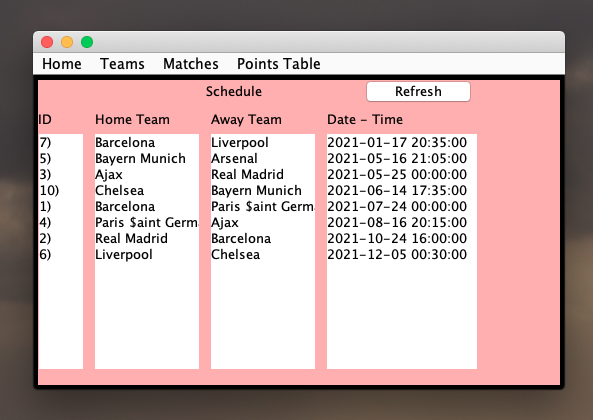 Home Teams Matches Points Table
Schedule Refresh
ID Home Team Away Team Date - Time
7) Barcelona Liverpool 2021-01-17 20:35:00
5) Bayern Munich Arsenal 2021-05-16 21:05:00
3) Ajax Real Madrid 2021-05-25 00:00:00
10) Chelsea Bayern Munich 2021-06-14 17:35:00
1) Barcelona Paris $aint Germ 2021-07-24 00:00:00
4) Paris $aint Germa Ajax 2021-08-16 20:15:00
2) Real Madrid Barcelona 2021-10-24 16:00:00
6) Liverpool Chelsea 2021-12-05 00:30:00